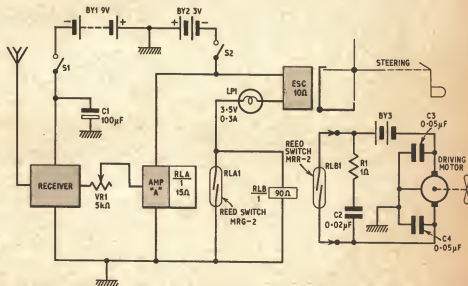 BY1 9V
BY2 3V
- + + -
S1
S2
C1
100µF
RECEIVER
VR1
5kΩ
AMP
"A"
RLA
1
15Ω
LP1
3·5V
0·3A
ESC
10Ω
STEERING
RLA1
REED SWITCH
MRG-2
RLB
1
90Ω
REED
SWITCH
MRR-2
RLB1
BY3
R1
1Ω
C2
0·02µF
C3
0·05µF
DRIVING
MOTOR
C4
0·05µF